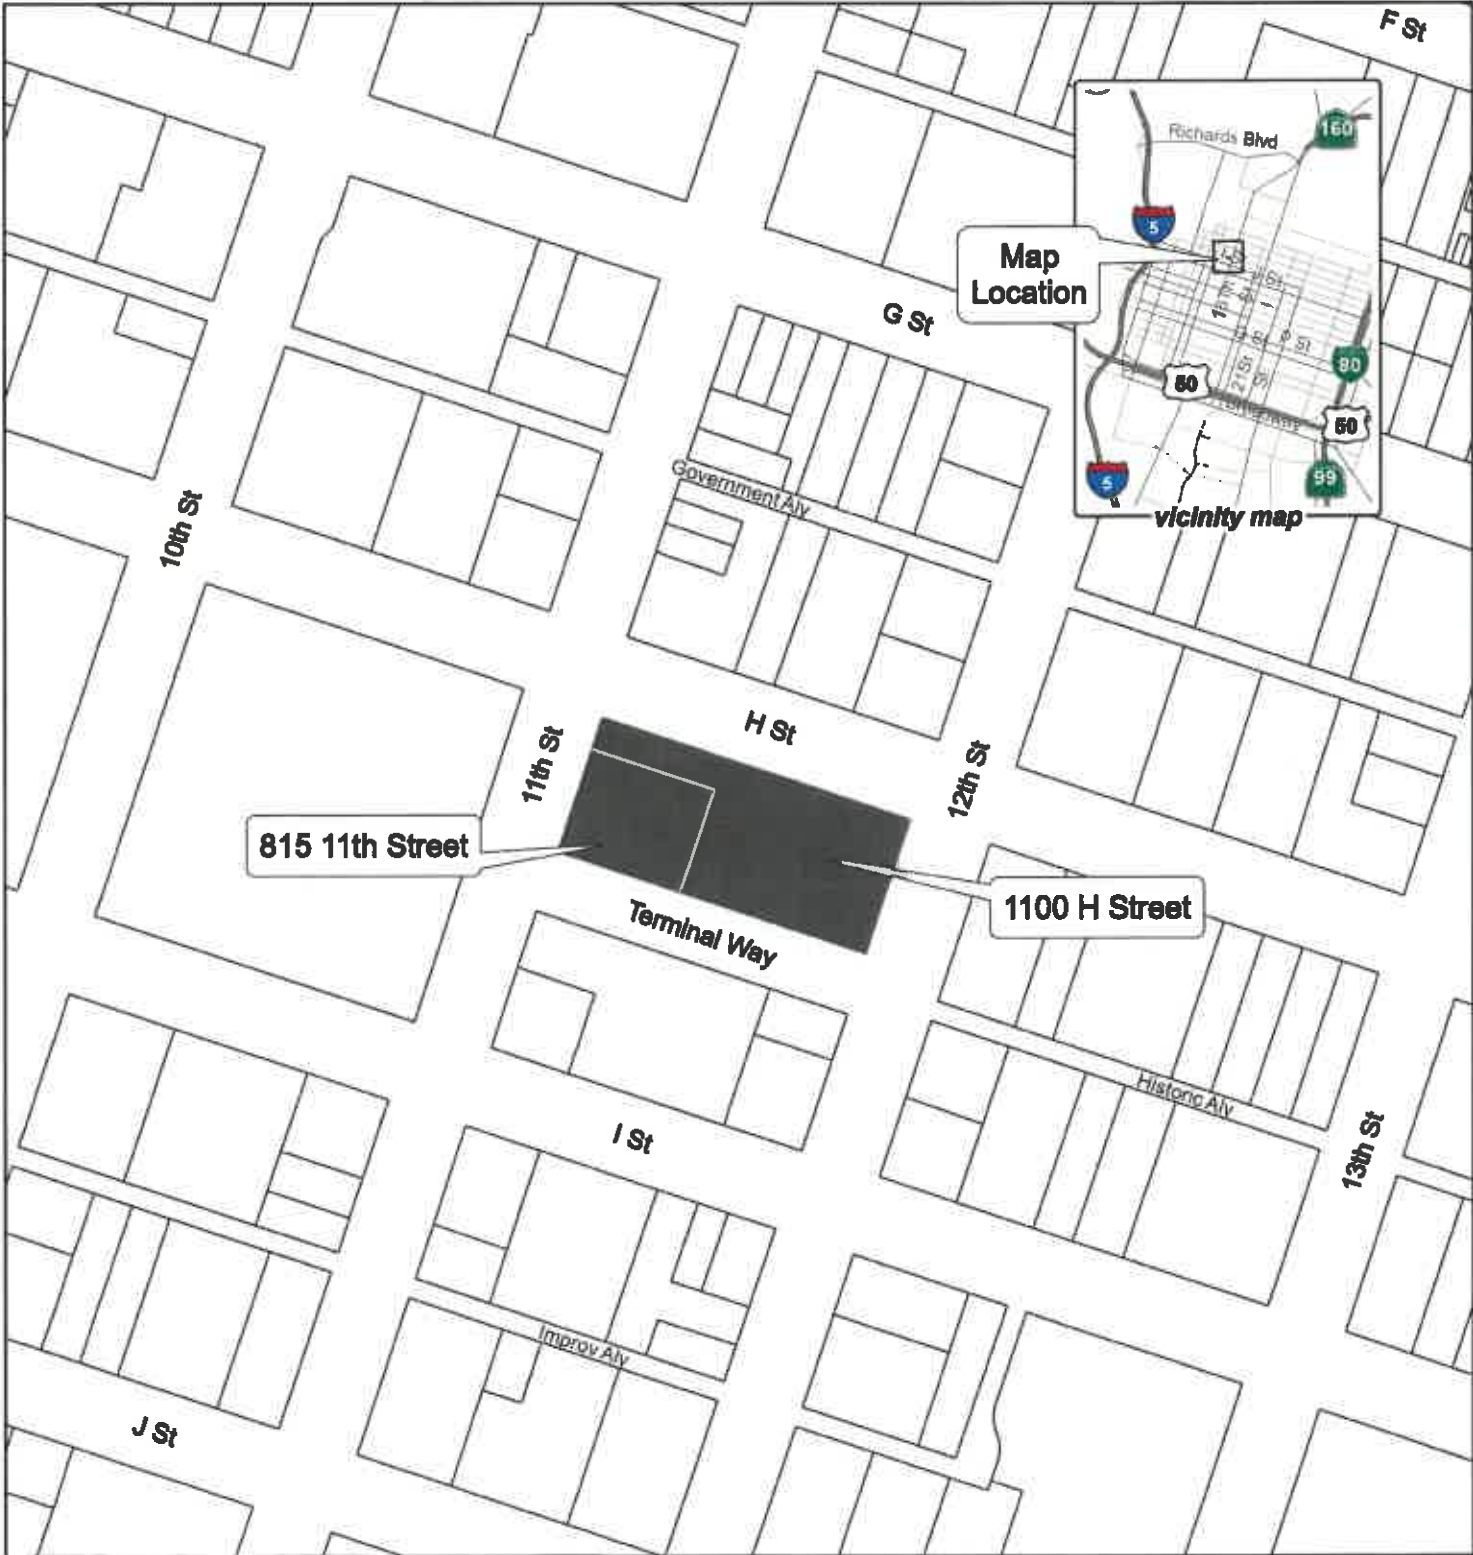 F St
160
Richards Blvd
5
Map
Location
G St
80
50
50
5
99
vicinity map
Government Aly
10th St
H St
11th St
12th St
815 11th Street
1100 H Street
Terminal Way
Historic Aly
I St
13th St
Improv Aly
J St